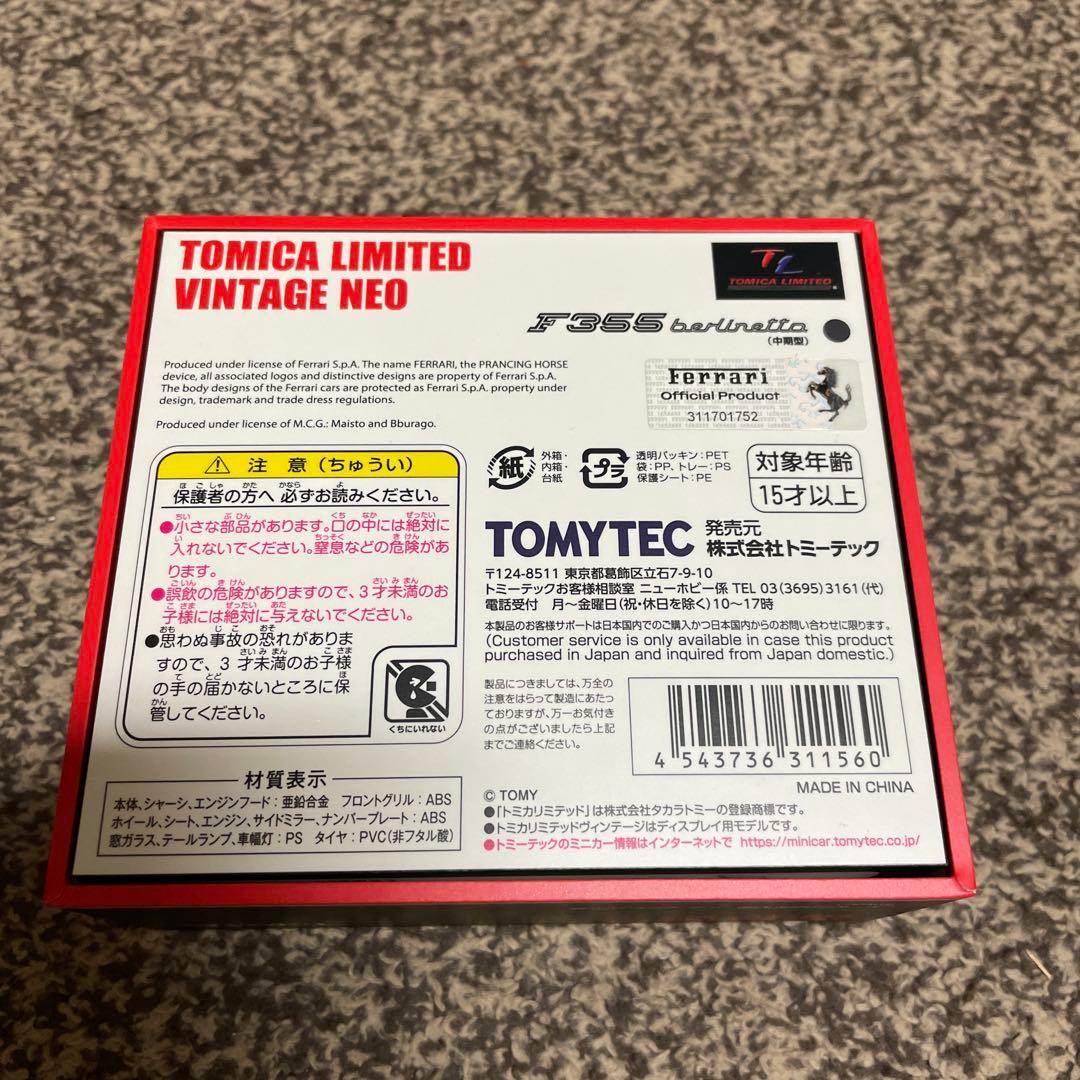 TOMICA LIMITED
VINTAGE NEO
TL
TOMICA LIMITED
F355 berlinetta
(中期型)
Produced under license of Ferrari S.p.A. The name FERRARI, the PRANCING HORSE
device, all associated logos and distinctive designs are property of Ferrari S.p.A.
The body designs of the Ferrari cars are protected as Ferrari S.p.A. property under
design, trademark and trade dress regulations.
Produced under license of M.C.G.: Maisto and Bburago.
Ferrari
Official Product
311701752
注 意 (ちゅうい)
保護者の方へ 必ずお読みください。
●小さな部品があります。口の中には絶対に
入れないでください。窒息などの危険があ
ります。
●誤飲の危険がありますので、3才未満のお
子様には絶対に与えないでください。
●思わぬ事故の恐れがありま
すので、3才未満のお子様
の手の届かないところに保
管してください。
くちにいれない
紙
外箱・
内箱・
台紙
プラ
透明パッキン:PET
袋:PP、トレー:PS
保護シート:PE
対象年齢
15才以上
TOMYTEC
発売元
株式会社トミーテック
〒124-8511 東京都葛飾区立石7-9-10
トミーテックお客様相談室 ニューホビー係 TEL 03(3695)3161(代)
電話受付 月〜金曜日(祝・休日を除く)10〜17時
本製品のお客様サポートは日本国内でのご購入かつ日本国内からのお問い合わせに限ります。
(Customer service is only available in case this product
purchased in Japan and inquired from Japan domestic.)
製品につきましては、万全の
注意をはらって製造にあたっ
ておりますが、万一お気付き
の点がございましたら上記
までご連絡ください。
4 543736 311560
MADE IN CHINA
材質表示
本体、シャーシ、エンジンフード:亜鉛合金 フロントグリル:ABS
ホイール、シート、エンジン、サイドミラー、ナンバープレート:ABS
窓ガラス、テールランプ、車幅灯:PS タイヤ:PVC(非フタル酸)
© TOMY
●「トミカリミテッド」は株式会社タカラトミーの登録商標です。
●トミカリミテッドヴィンテージはディスプレイ用モデルです。
●トミーテックのミニカー情報はインターネットで https://minicar.tomytec.co.jp/